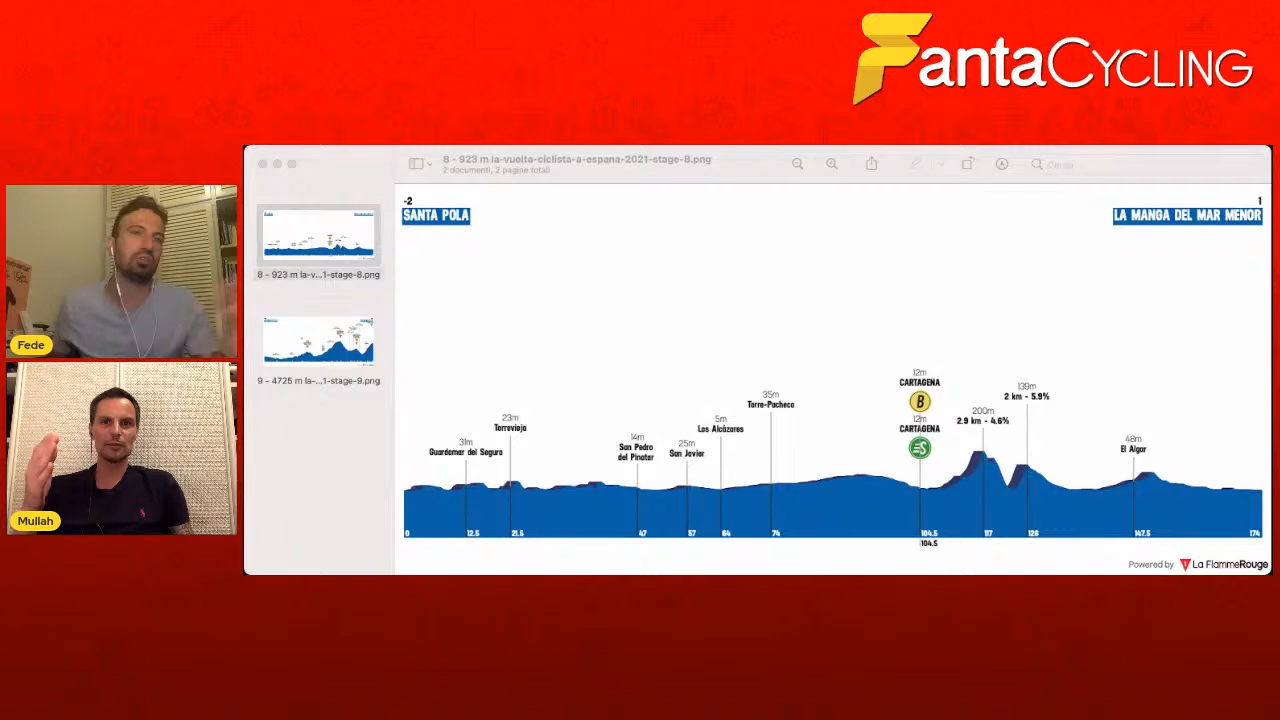 FantaCycling
8 - 923 m la-vuelta-ciclista-a-espana-2021-stage-8.png
2 documenti, 2 pagine totali
Cerca
-2
SANTA POLA
1
LA MANGA DEL MAR MENOR
8 - 923 m la-v...1-stage-8.png
9 - 4725 m la-...1-stage-9.png
Fede
Mullah
31m
Guardamar del Segura
23m
Torrevieja
14m
San Pedro
del Pinatar
25m
San Javier
5m
Los Alcázares
35m
Torre-Pacheco
12m
CARTAGENA
B
12m
CARTAGENA
ES
200m
2.9 km - 4.6%
139m
2 km - 5.9%
48m
El Algar
0
12.5
21.5
47
57
64
74
104.5
117
126
147.5
174
104.5
Powered by La FlammeRouge